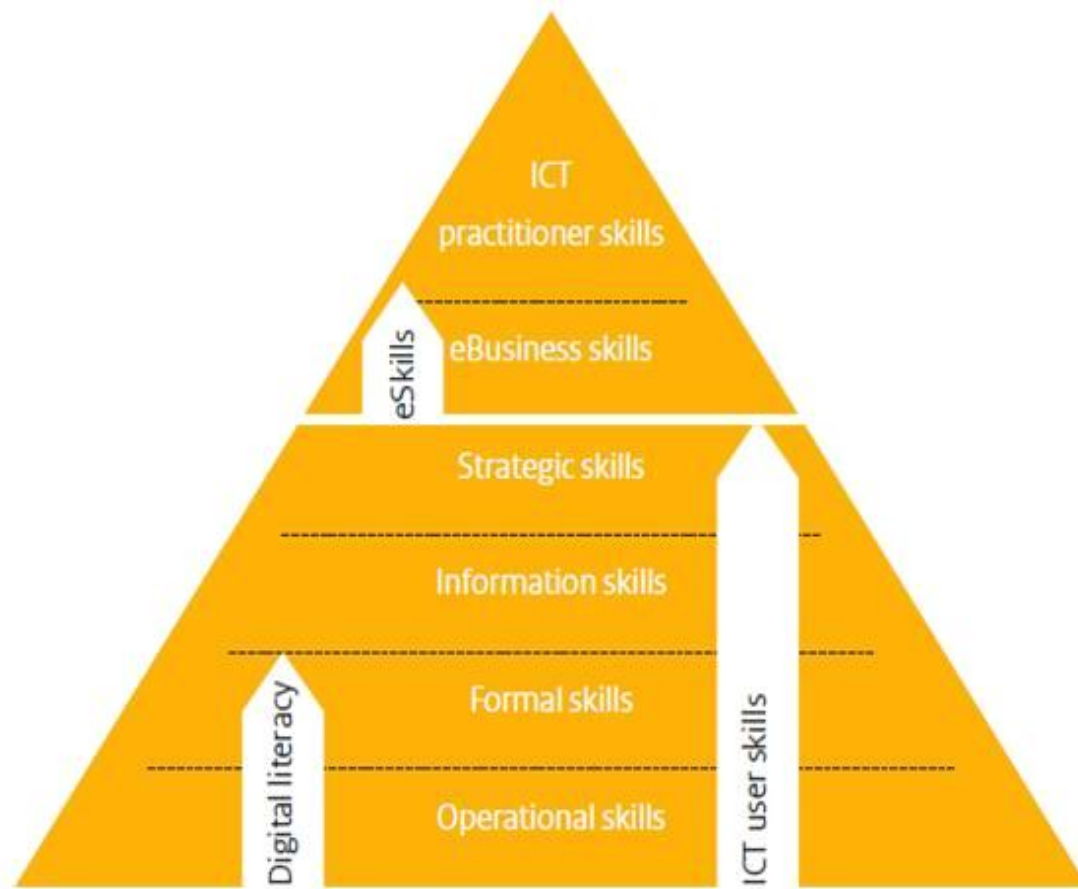 ICT
practitioner skills
eSkills
eBusiness skills
Strategic skills
Information skills
Digital literacy
Formal skills
ICT user skills
Operational skills